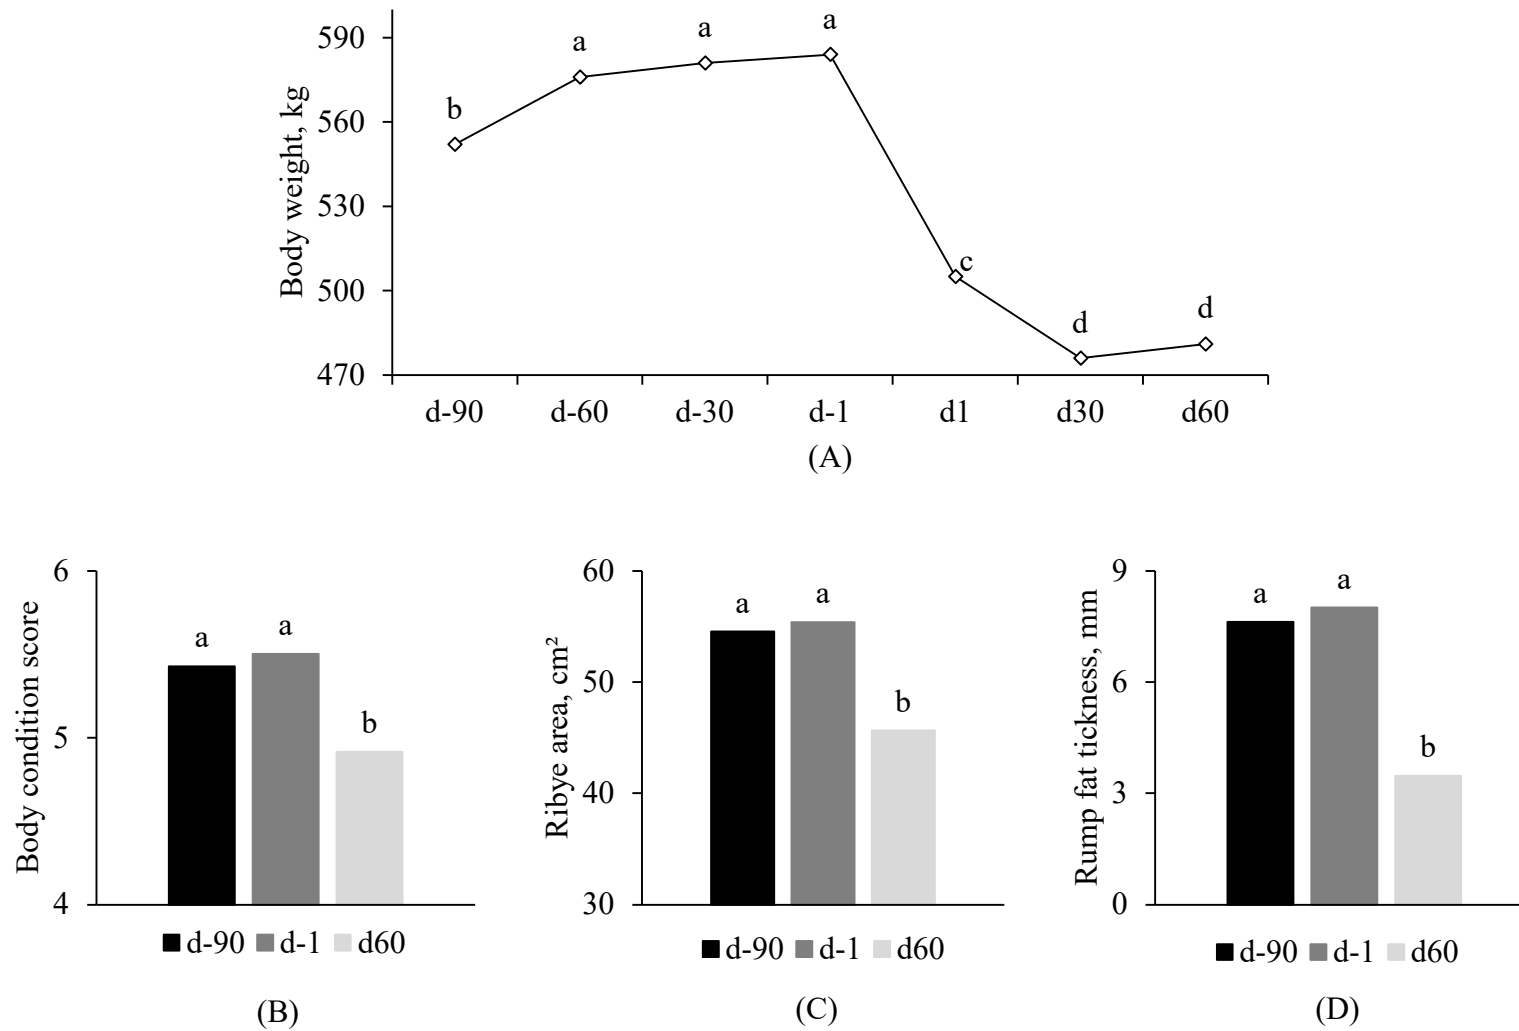 Body weight, kg
590
560
530
500
470
b
a
a
a
c
d
d
d-90
d-60
d-30
d-1
d1
d30
d60
(A)
Body condition score
6
5
4
a
a
b
d-90 d-1 d60
(B)
Ribye area, cm²
60
50
40
30
a
a
b
d-90 d-1 d60
(C)
Rump fat tickness, mm
9
6
3
0
a
a
b
d-90 d-1 d60
(D)